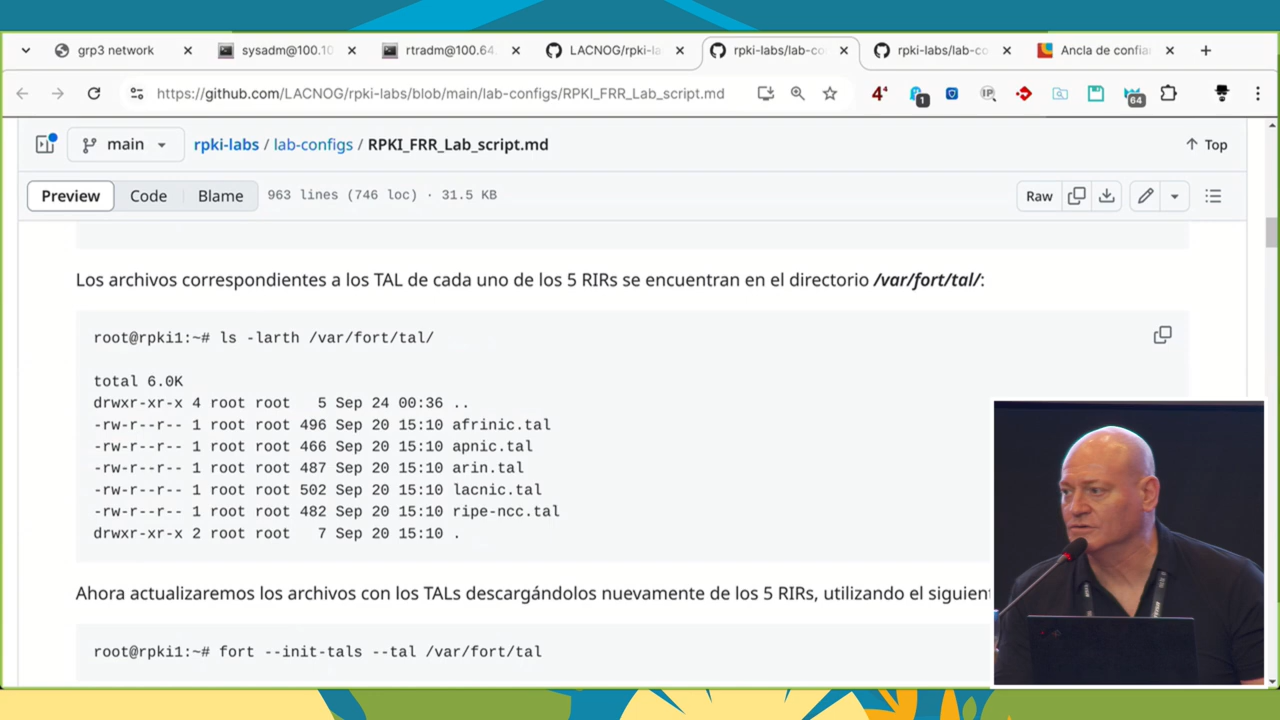 grp3 network
sysadm@100.10
rtradm@100.64
LACNOG/rpki-la
rpki-labs/lab-co
rpki-labs/lab-co
Ancla de confia
https://github.com/LACNOG/rpki-labs/blob/main/lab-configs/RPKI_FRR_Lab_script.md
4
4
1
IP
64
main
rpki-labs / lab-configs / RPKI_FRR_Lab_script.md
Top
Preview
Code
Blame
963 lines (746 loc) · 31.5 KB
Raw
Los archivos correspondientes a los TAL de cada uno de los 5 RIRs se encuentran en el directorio /var/fort/tal/:
root@rpki1:~# ls -larth /var/fort/tal/
total 6.0K
drwxr-xr-x 4 root root   5 Sep 24 00:36 ..
-rw-r--r-- 1 root root 496 Sep 20 15:10 afrinic.tal
-rw-r--r-- 1 root root 466 Sep 20 15:10 apnic.tal
-rw-r--r-- 1 root root 487 Sep 20 15:10 arin.tal
-rw-r--r-- 1 root root 502 Sep 20 15:10 lacnic.tal
-rw-r--r-- 1 root root 482 Sep 20 15:10 ripe-ncc.tal
drwxr-xr-x 2 root root   7 Sep 20 15:10 .
Ahora actualizaremos los archivos con los TALs descargándolos nuevamente de los 5 RIRs, utilizando el siguient
root@rpki1:~# fort --init-tals --tal /var/fort/tal